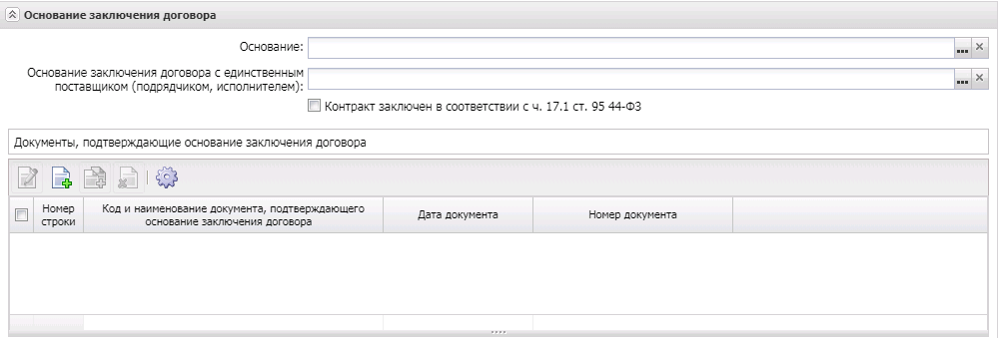 Основание заключения договора
Основание:
Основание заключения договора с единственным
поставщиком (подрядчиком, исполнителем):
Контракт заключен в соответствии с ч. 17.1 ст. 95 44-ФЗ
Документы, подтверждающие основание заключения договора
Номер строки
Код и наименование документа, подтверждающего основание заключения договора
Дата документа
Номер документа